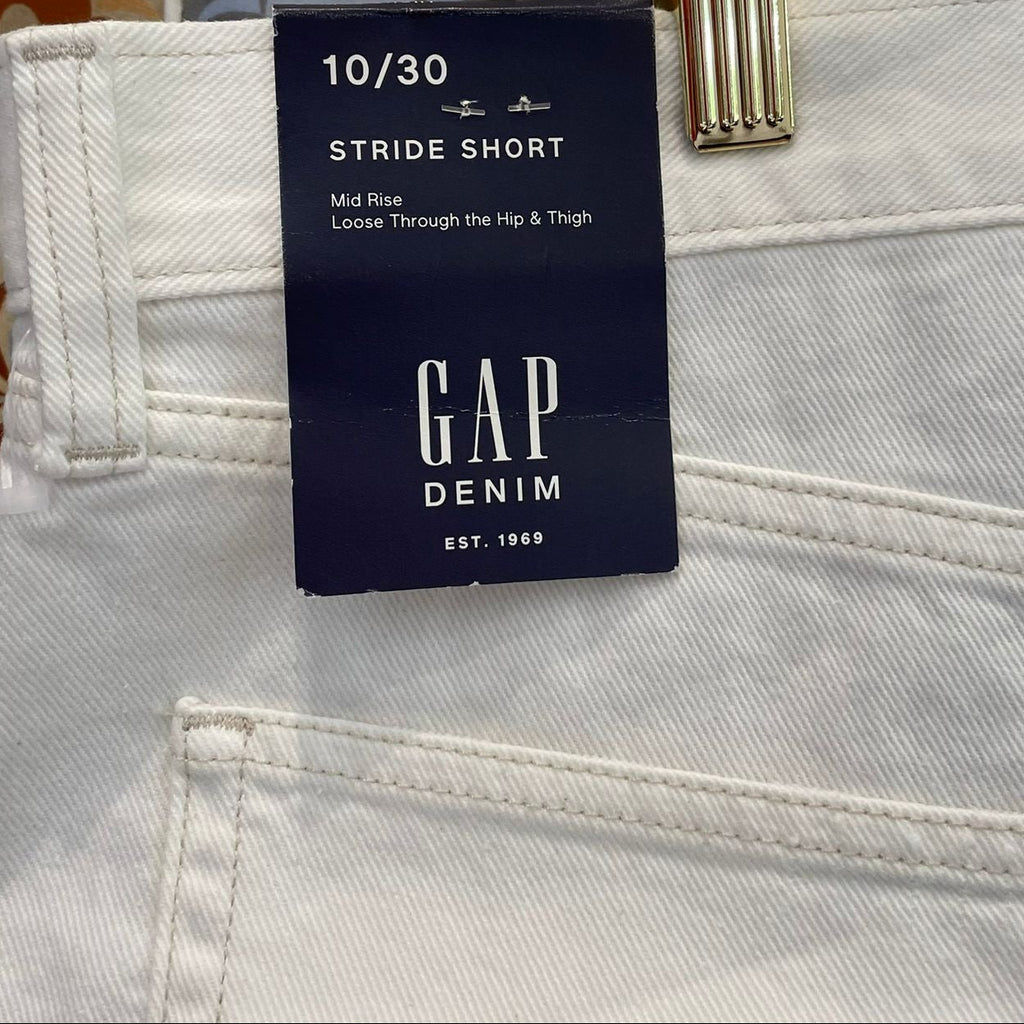 10/30
STRIDE SHORT
Mid Rise
Loose Through the Hip & Thigh
GAP
DENIM
EST. 1969